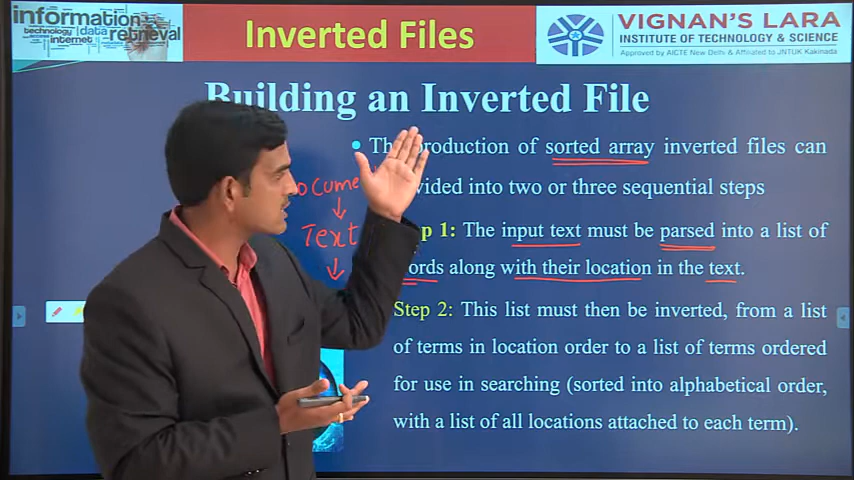 information
technology data
internet retrieval
Inverted Files
VIGNAN'S LARA
INSTITUTE OF TECHNOLOGY & SCIENCE
Approved by AICTE New Delhi & Affiliated to JNTUK Kakinada
Building an Inverted File
• Th production of sorted array inverted files can
vided into two or three sequential steps
p 1: The input text must be parsed into a list of
ords along with their location in the text.
Step 2: This list must then be inverted, from a list
of terms in location order to a list of terms ordered
for use in searching (sorted into alphabetical order,
with a list of all locations attached to each term).
ocume
Text